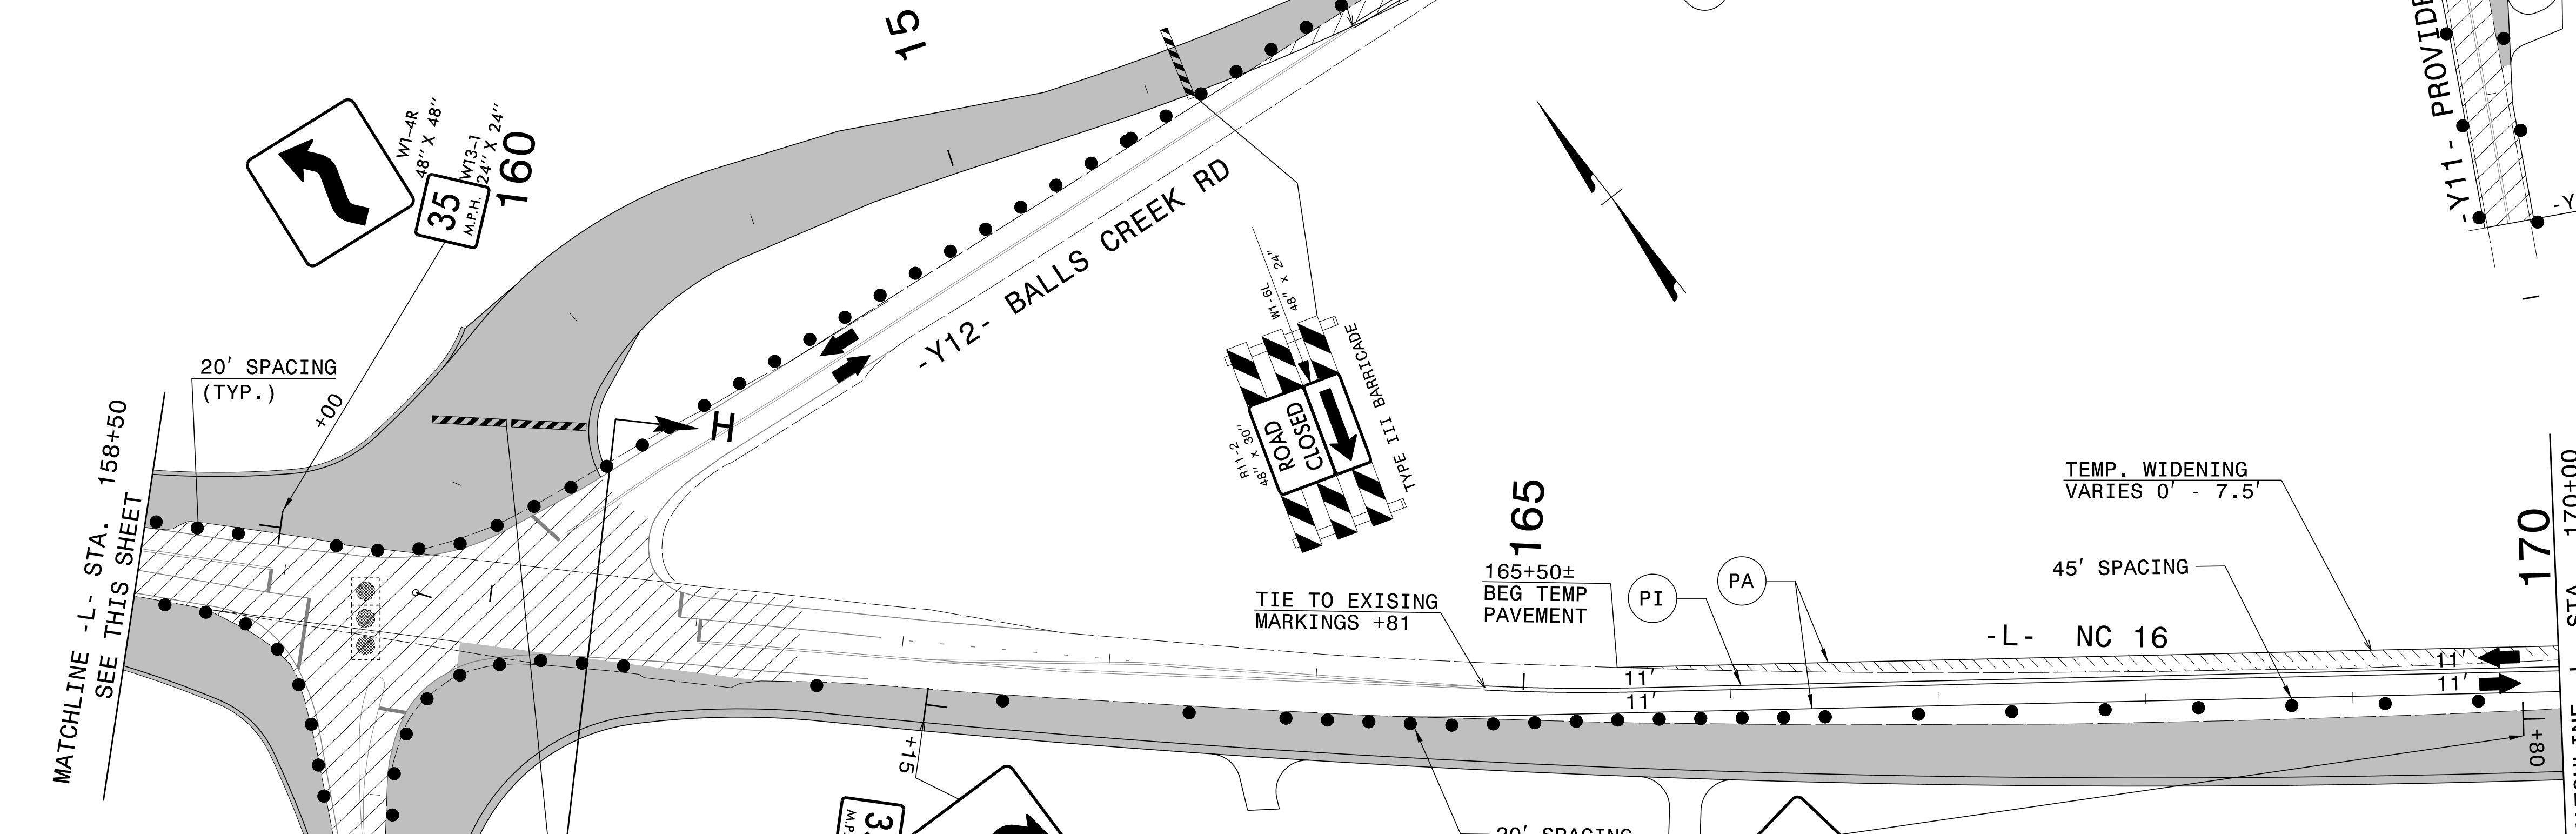 15
W1-4R
48" X 48"
W13-1
24" X 24"
35
M.P.H.
160
-Y12- BALLS CREEK RD
-Y11- PROVIDE
-Y
20' SPACING
(TYP.)
+00
H
MATCHLINE -L- STA. 158+50
SEE THIS SHEET
W1-6L
48" X 24"
R11-2
48" X 30"
ROAD
CLOSED
TYPE III BARRICADE
165
165+50±
BEG TEMP
PAVEMENT
TIE TO EXISING
MARKINGS +81
PI
PA
TEMP. WIDENING
VARIES 0' - 7.5'
45' SPACING
-L- NC 16
11'
11'
11'
11'
170
+80
+15
20' SPACING